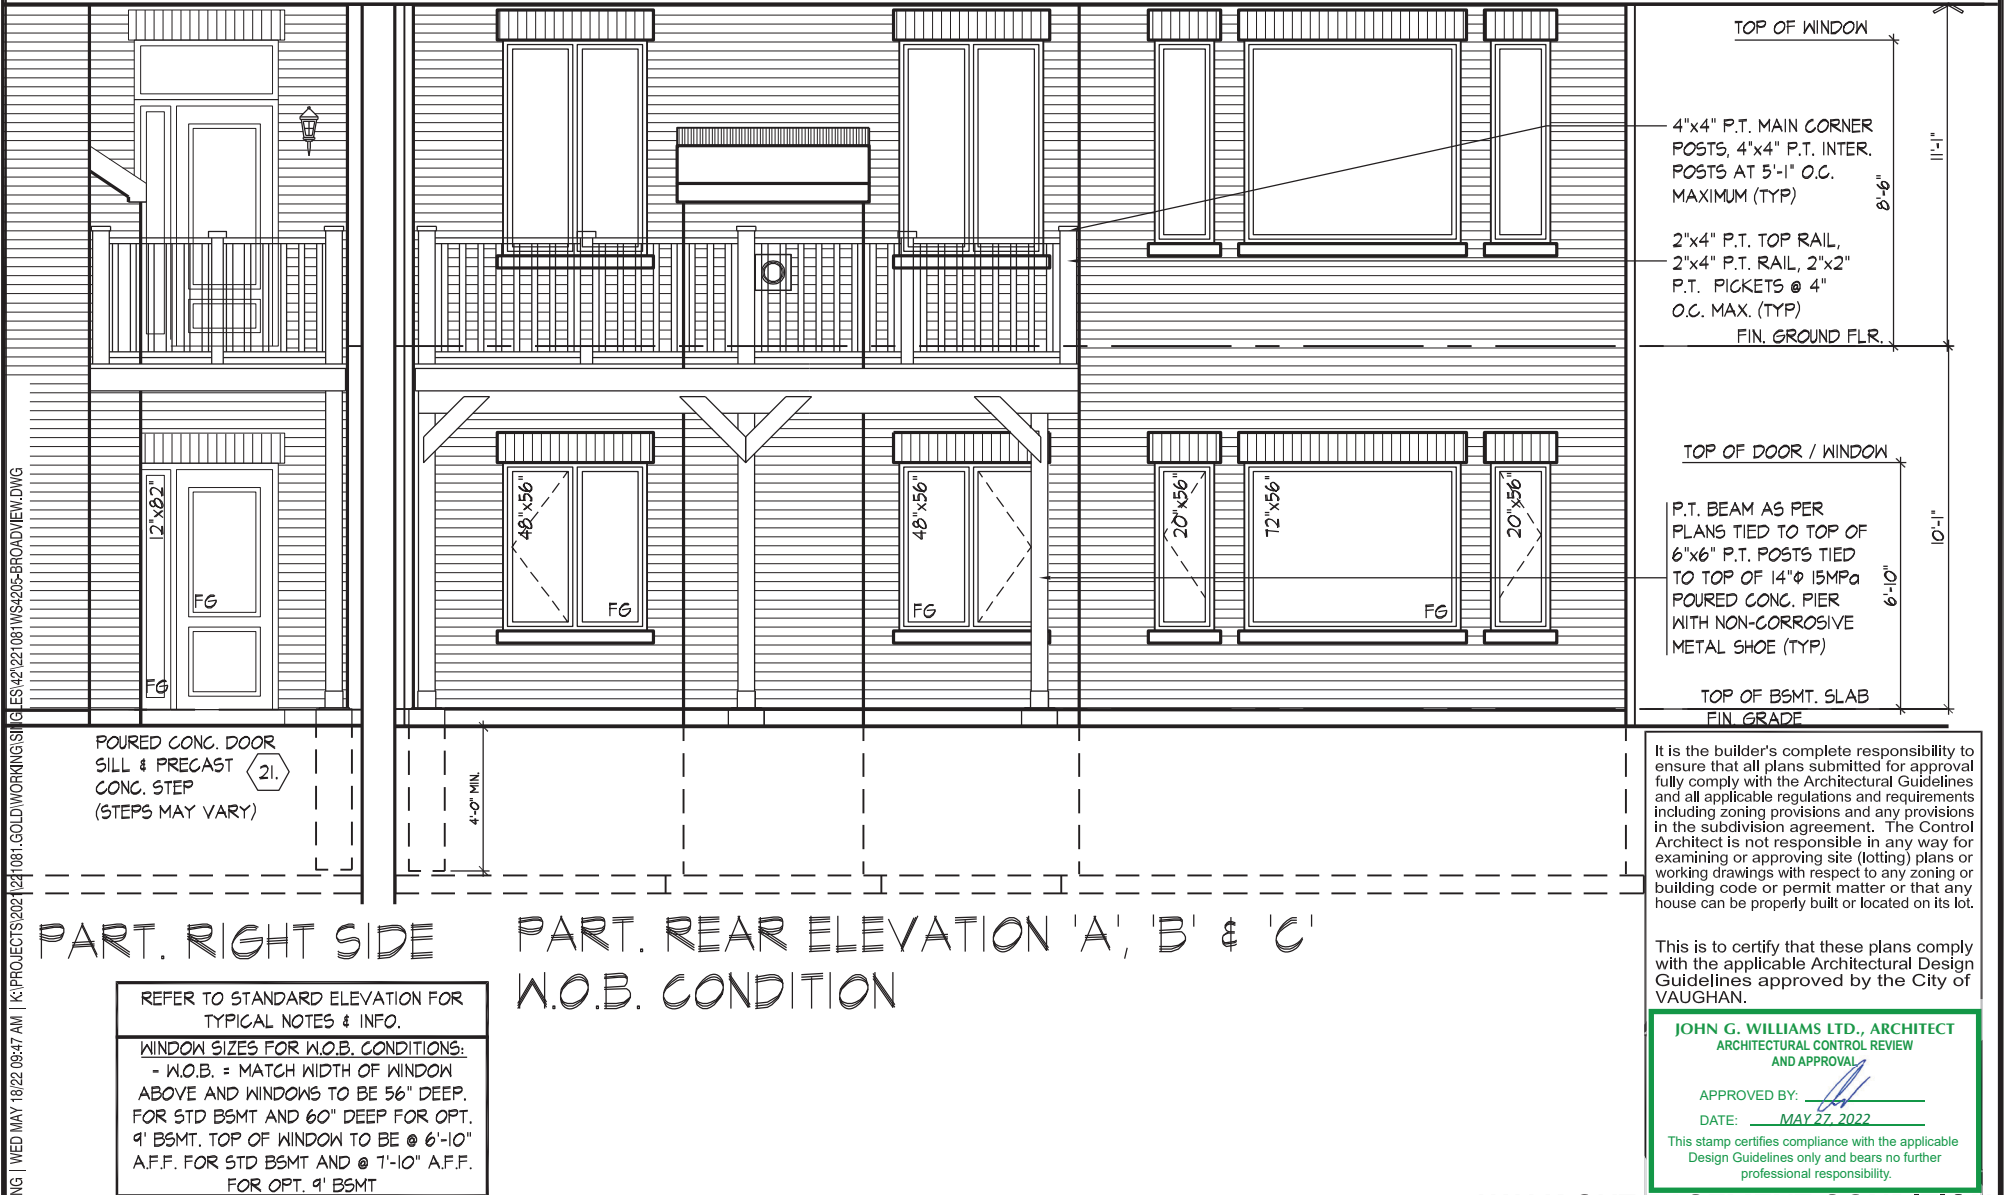 TOP OF WINDOW
4"x4" P.T. MAIN CORNER
POSTS, 4"x4" P.T. INTER.
POSTS AT 5'-1" O.C.
MAXIMUM (TYP)
11'-1"
8'-6"
2"x4" P.T. TOP RAIL,
2"x4" P.T. RAIL, 2"x2"
P.T. PICKETS @ 4"
O.C. MAX. (TYP)
FIN. GROUND FLR.
TOP OF DOOR / WINDOW
P.T. BEAM AS PER
PLANS TIED TO TOP OF
6"x6" P.T. POSTS TIED
TO TOP OF 14"Φ 15MPa
POURED CONC. PIER
WITH NON-CORROSIVE
METAL SHOE (TYP)
10'-1"
6'-10"
TOP OF BSMT. SLAB
FIN. GRADE
12"x82"
FG
FG
48"x56"
FG
48"x56"
FG
20"x56"
72"x56"
FG
20"x56"
POURED CONC. DOOR
SILL & PRECAST
CONC. STEP
(STEPS MAY VARY)
21.
4'-0" MIN.
PART. RIGHT SIDE
PART. REAR ELEVATION 'A', 'B' & 'C'
W.O.B. CONDITION
REFER TO STANDARD ELEVATION FOR
TYPICAL NOTES & INFO.
WINDOW SIZES FOR W.O.B. CONDITIONS:
- W.O.B. = MATCH WIDTH OF WINDOW
ABOVE AND WINDOWS TO BE 56" DEEP.
FOR STD BSMT AND 60" DEEP FOR OPT.
9' BSMT. TOP OF WINDOW TO BE @ 6'-10"
A.F.F. FOR STD BSMT AND @ 7'-10" A.F.F.
FOR OPT. 9' BSMT
NG | WED MAY 18/22 09:47 AM | K:\PROJECTS\2021\221081.GOLD\WORKING\SINGLES\42'\221081WS4205-BROADVIEW.DWG
It is the builder's complete responsibility to
ensure that all plans submitted for approval
fully comply with the Architectural Guidelines
and all applicable regulations and requirements
including zoning provisions and any provisions
in the subdivision agreement. The Control
Architect is not responsible in any way for
examining or approving site (lotting) plans or
working drawings with respect to any zoning or
building code or permit matter or that any
house can be properly built or located on its lot.
This is to certify that these plans comply
with the applicable Architectural Design
Guidelines approved by the City of
VAUGHAN.
JOHN G. WILLIAMS LTD., ARCHITECT
ARCHITECTURAL CONTROL REVIEW
AND APPROVAL
APPROVED BY:
DATE: MAY 27, 2022
This stamp certifies compliance with the applicable
Design Guidelines only and bears no further
professional responsibility.